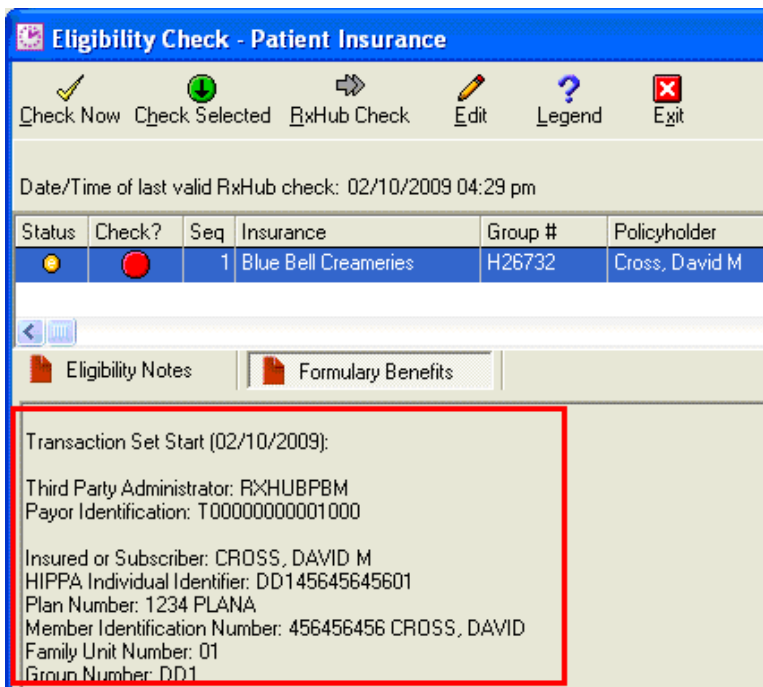 Eligibility Check - Patient Insurance
Check Now Check Selected RxHub Check Edit Legend Exit
Date/Time of last valid RxHub check: 02/10/2009 04:29 pm
Status Check? Seq Insurance Group # Policyholder
1 Blue Bell Creameries H26732 Cross, David M
Eligibility Notes Formulary Benefits
Transaction Set Start (02/10/2009):
Third Party Administrator: RXHUBPBM
Payor Identification: T00000000001000
Insured or Subscriber: CROSS, DAVID M
HIPPA Individual Identifier: DD145645645601
Plan Number: 1234 PLANA
Member Identification Number: 456456456 CROSS, DAVID
Family Unit Number: 01
Group Number: DD1